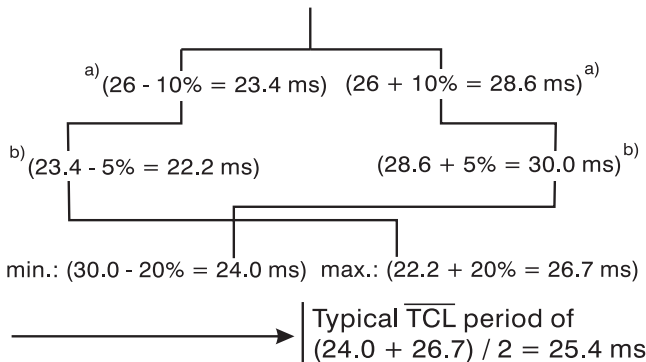 a) (26 - 10% = 23.4 ms) (26 + 10% = 28.6 ms) a)
b) (23.4 - 5% = 22.2 ms) (28.6 + 5% = 30.0 ms) b)
min.: (30.0 - 20% = 24.0 ms) max.: (22.2 + 20% = 26.7 ms)
Typical T̅C̅L̅ period of
(24.0 + 26.7) / 2 = 25.4 ms